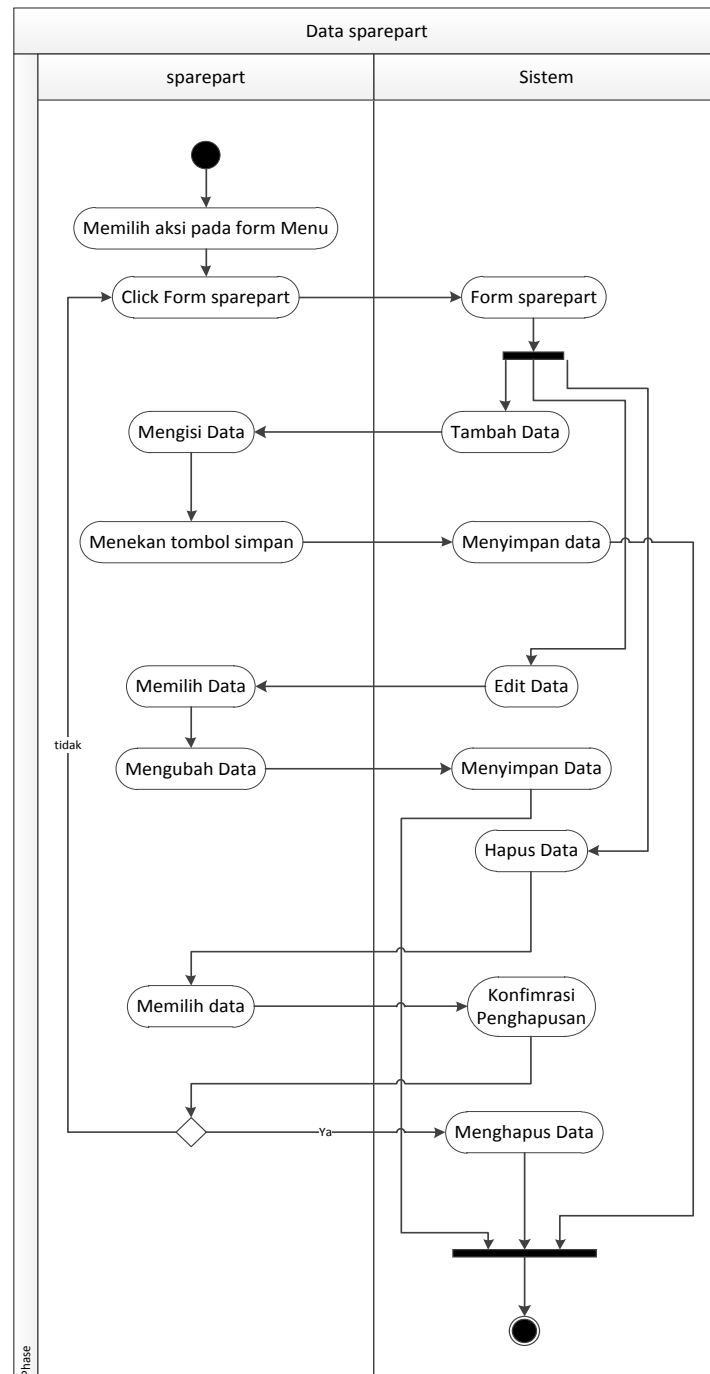 Data sparepart
sparepart
Sistem
Memilih aksi pada form Menu
Click Form sparepart
Form sparepart
Mengisi Data
Tambah Data
Menekan tombol simpan
Menyimpan data
Memilih Data
Edit Data
tidak
Mengubah Data
Menyimpan Data
Hapus Data
Memilih data
Konfimrasi
Penghapusan
Ya
Menghapus Data
Phase